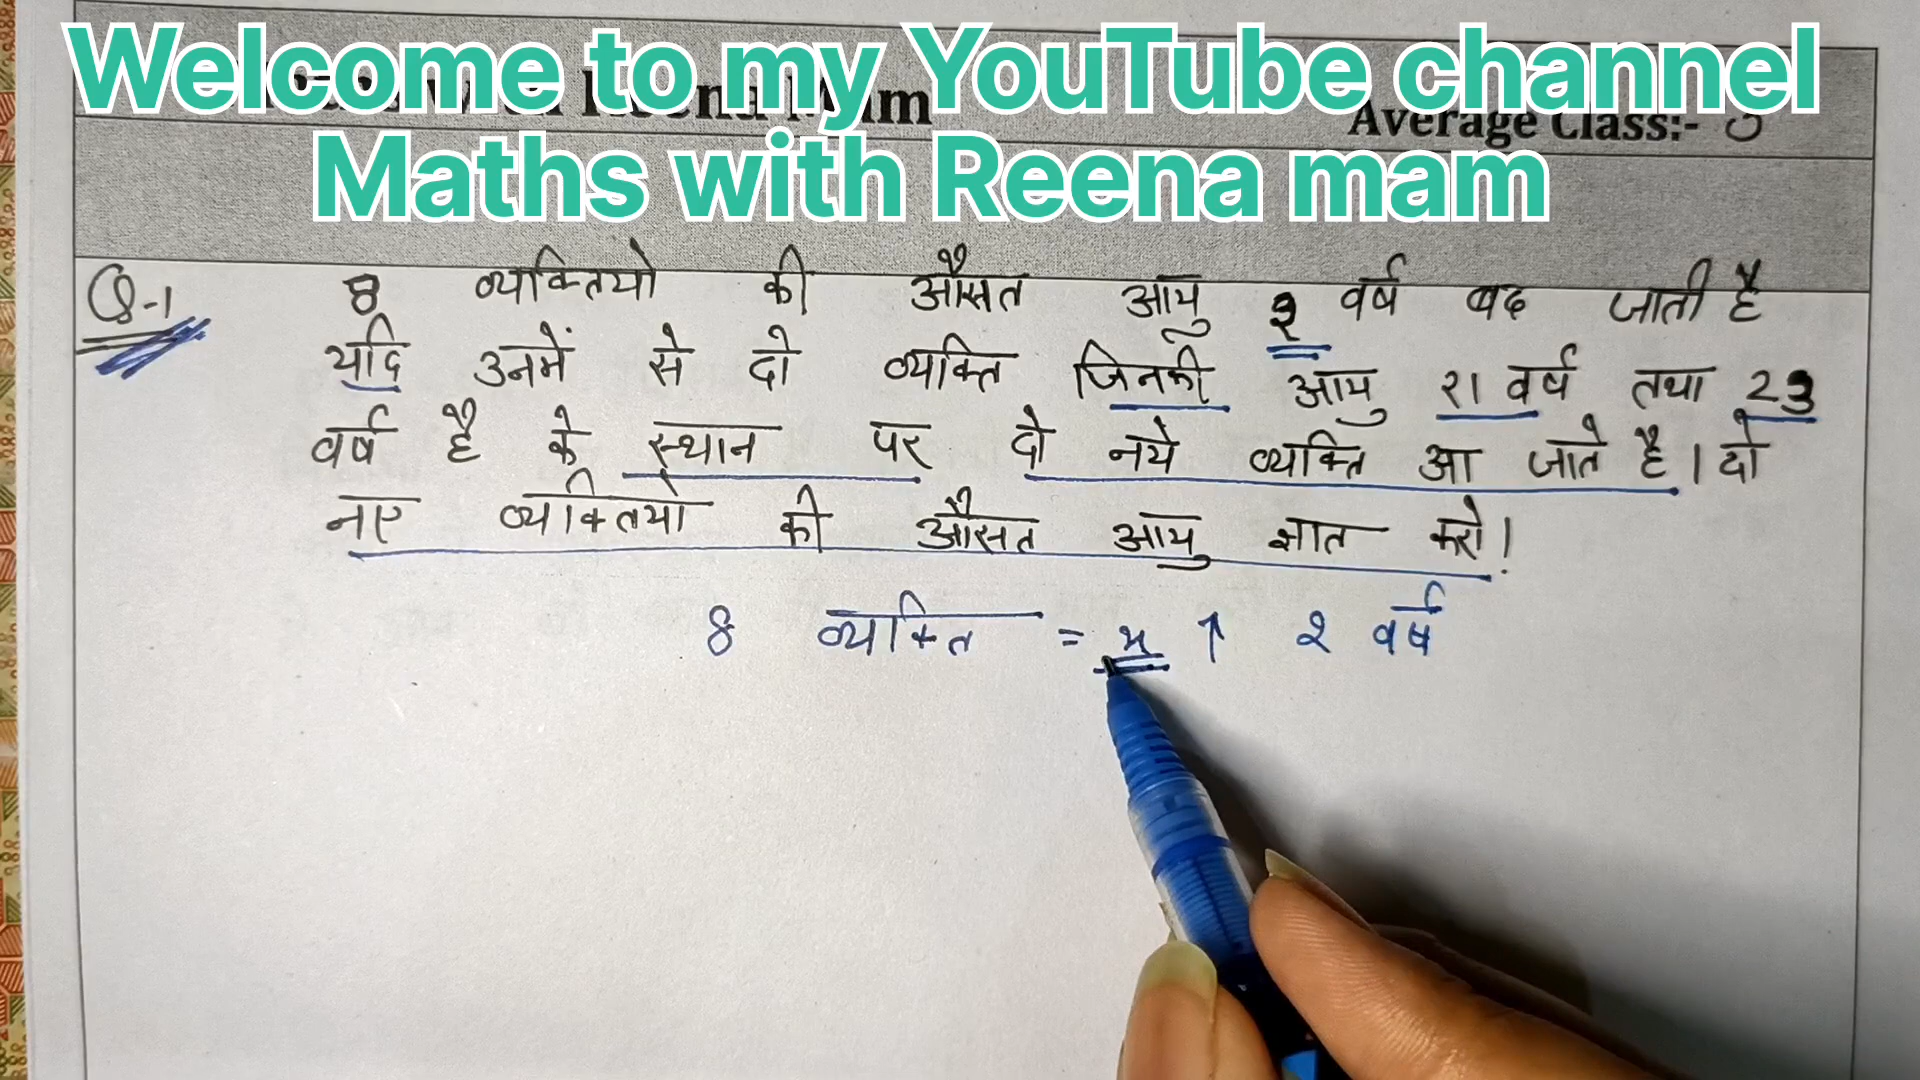 Welcome to my YouTube channel
Maths with Reena mam
Average Class:- 3
Q-1 8 व्यक्तियो की औसत आयु 2 वर्ष बढ जाती है
यदि उनमें से दो व्यक्ति जिनकी आयु 21 वर्ष तथा 23
वर्ष है के स्थान पर दो नये व्यक्ति आ जाते है। दो
नए व्यक्तियो की औसत आयु ज्ञात करो।
8 व्यक्ति = x ↑ 2 वर्ष